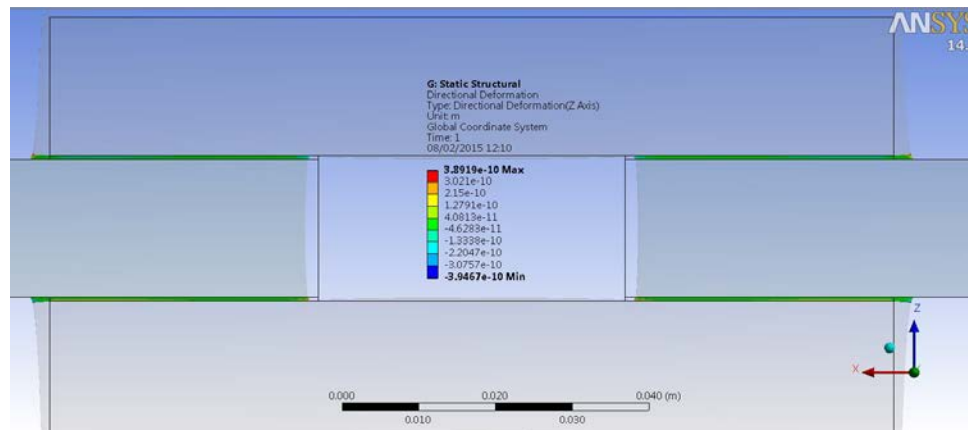 ANSYS
14.
G: Static Structural
Directional Deformation
Type: Directional Deformation(Z Axis)
Unit: m
Global Coordinate System
Time: 1
08/02/2015 12:10
3.8919e-10 Max
3.021e-10
2.15e-10
1.2791e-10
4.0813e-11
-4.6283e-11
-1.3338e-10
-2.2047e-10
-3.0757e-10
-3.9467e-10 Min
Z
X
0.000 0.020 0.040 (m)
0.010 0.030